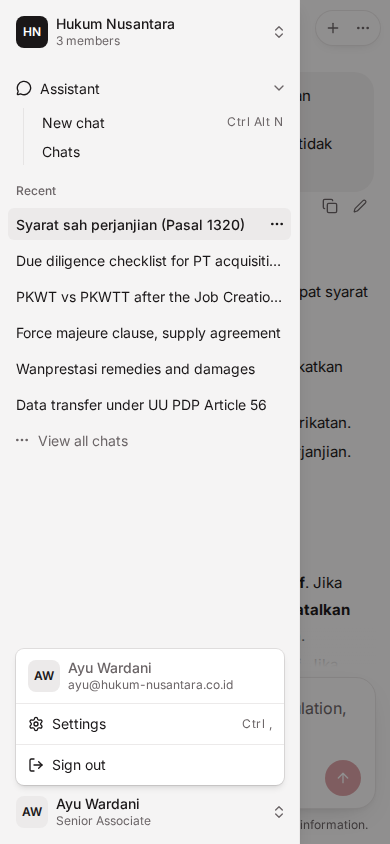 HN
Hukum Nusantara
3 members
Assistant
New chat
Ctrl Alt N
Chats
Recent
Syarat sah perjanjian (Pasal 1320)
Due diligence checklist for PT acquisiti...
PKWT vs PKWTT after the Job Creatio...
Force majeure clause, supply agreement
Wanprestasi remedies and damages
Data transfer under UU PDP Article 56
View all chats
AW
Ayu Wardani
ayu@hukum-nusantara.co.id
Settings
Ctrl ,
Sign out
AW
Ayu Wardani
Senior Associate
tidak
pat syarat
katkan
rikatan.
janjian.
f. Jika
atalkan
lation,
information.